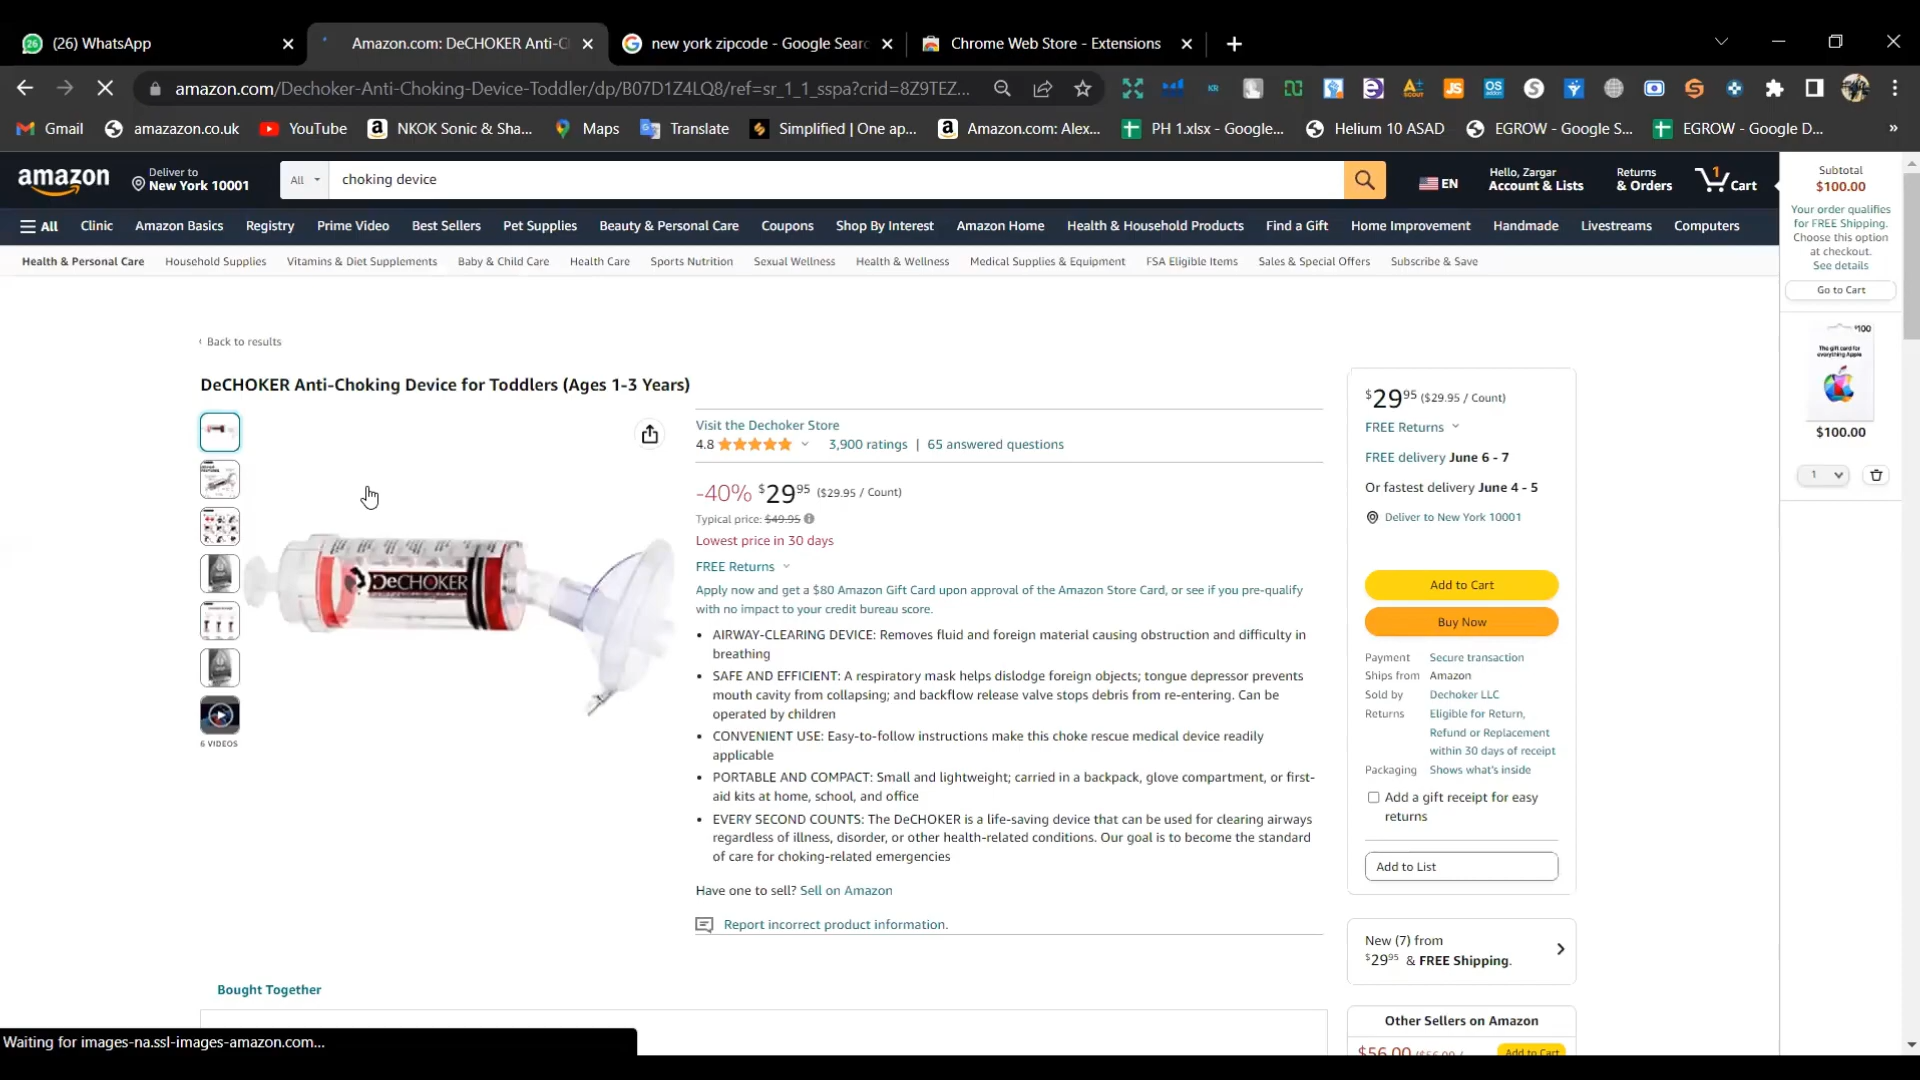 (26) WhatsApp
Amazon.com: DeCHOKER Anti-C
new york zipcode - Google Searc
Chrome Web Store - Extensions
amazon.com/Dechoker-Anti-Choking-Device-Toddler/dp/B07D1Z4LQ8/ref=sr_1_1_sspa?crid=8Z9TEZ...
Gmail
amazazon.co.uk
YouTube
NKOK Sonic & Sha...
Maps
Translate
Simplified | One ap...
Amazon.com: Alex...
PH 1.xlsx - Google...
Helium 10 ASAD
EGROW - Google S...
EGROW - Google D...
amazon
Deliver to
New York 10001
All
choking device
EN
Hello, Zargar
Account & Lists
Returns
& Orders
1
Cart
All
Clinic
Amazon Basics
Registry
Prime Video
Best Sellers
Pet Supplies
Beauty & Personal Care
Coupons
Shop By Interest
Amazon Home
Health & Household Products
Find a Gift
Home Improvement
Handmade
Livestreams
Computers
Health & Personal Care
Household Supplies
Vitamins & Diet Supplements
Baby & Child Care
Health Care
Sports Nutrition
Sexual Wellness
Health & Wellness
Medical Supplies & Equipment
FSA Eligible Items
Sales & Special Offers
Subscribe & Save
Subtotal
$100.00
Your order qualifies
for FREE Shipping.
Choose this option
at checkout.
See details
Go to Cart
$100
The gift card for
everything Apple
$100.00
1
‹ Back to results
DeCHOKER Anti-Choking Device for Toddlers (Ages 1-3 Years)
DeCHOKER
6 VIDEOS
Visit the Dechoker Store
4.8
3,900 ratings | 65 answered questions
-40% $29.95 ($29.95 / Count)
Typical price: $49.95
Lowest price in 30 days
FREE Returns
Apply now and get a $80 Amazon Gift Card upon approval of the Amazon Store Card, or see if you pre-qualify
with no impact to your credit bureau score.
• AIRWAY-CLEARING DEVICE: Removes fluid and foreign material causing obstruction and difficulty in
breathing
• SAFE AND EFFICIENT: A respiratory mask helps dislodge foreign objects; tongue depressor prevents
mouth cavity from collapsing; and backflow release valve stops debris from re-entering. Can be
operated by children
• CONVENIENT USE: Easy-to-follow instructions make this choke rescue medical device readily
applicable
• PORTABLE AND COMPACT: Small and lightweight; carried in a backpack, glove compartment, or first-
aid kits at home, school, and office
• EVERY SECOND COUNTS: The DeCHOKER is a life-saving device that can be used for clearing airways
regardless of illness, disorder, or other health-related conditions. Our goal is to become the standard
of care for choking-related emergencies
Have one to sell? Sell on Amazon
Report incorrect product information.
$29.95 ($29.95 / Count)
FREE Returns
FREE delivery June 6 - 7
Or fastest delivery June 4 - 5
Deliver to New York 10001
Add to Cart
Buy Now
Payment Secure transaction
Ships from Amazon
Sold by Dechoker LLC
Returns Eligible for Return,
Refund or Replacement
within 30 days of receipt
Packaging Shows what's inside
Add a gift receipt for easy
returns
Add to List
New (7) from
$29.95 & FREE Shipping.
Other Sellers on Amazon
$56.00
Add to Cart
Bought Together
Waiting for images-na.ssl-images-amazon.com...